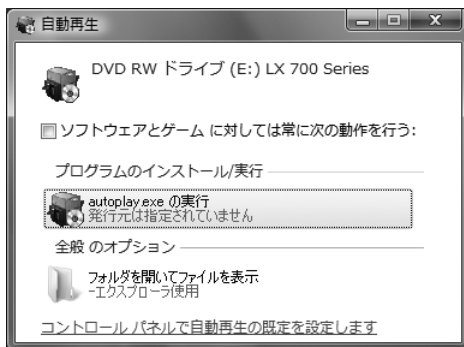 自動再生
DVD RW ドライブ (E:) LX 700 Series
ソフトウェアとゲーム に対しては常に次の動作を行う:
プログラムのインストール/実行
autoplay.exe の実行
発行元は指定されていません
全般 のオプション
フォルダを開いてファイルを表示
-エクスプローラ使用
コントロール パネルで自動再生の既定を設定します